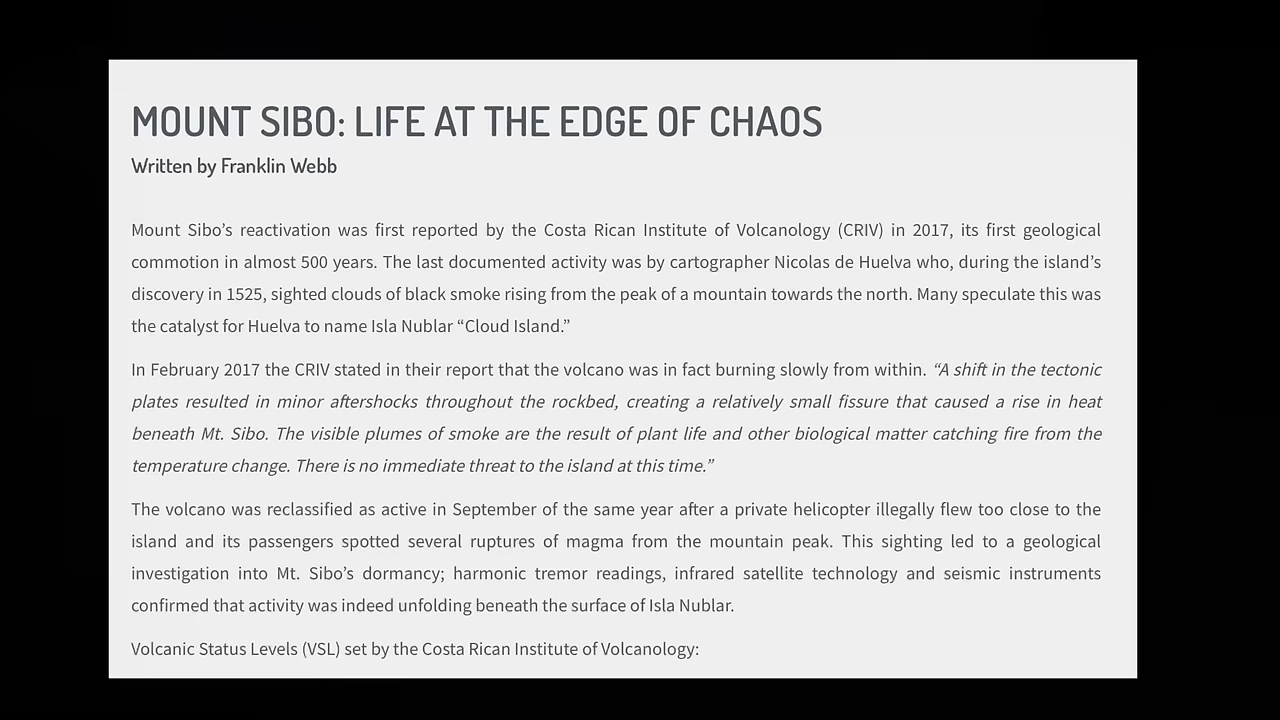 MOUNT SIBO: LIFE AT THE EDGE OF CHAOS
Written by Franklin Webb
Mount Sibo’s reactivation was first reported by the Costa Rican Institute of Volcanology (CRIV) in 2017, its first geological
commotion in almost 500 years. The last documented activity was by cartographer Nicolas de Huelva who, during the island’s
discovery in 1525, sighted clouds of black smoke rising from the peak of a mountain towards the north. Many speculate this was
the catalyst for Huelva to name Isla Nublar “Cloud Island.”
In February 2017 the CRIV stated in their report that the volcano was in fact burning slowly from within. “A shift in the tectonic
plates resulted in minor aftershocks throughout the rockbed, creating a relatively small fissure that caused a rise in heat
beneath Mt. Sibo. The visible plumes of smoke are the result of plant life and other biological matter catching fire from the
temperature change. There is no immediate threat to the island at this time.”
The volcano was reclassified as active in September of the same year after a private helicopter illegally flew too close to the
island and its passengers spotted several ruptures of magma from the mountain peak. This sighting led to a geological
investigation into Mt. Sibo’s dormancy; harmonic tremor readings, infrared satellite technology and seismic instruments
confirmed that activity was indeed unfolding beneath the surface of Isla Nublar.
Volcanic Status Levels (VSL) set by the Costa Rican Institute of Volcanology: